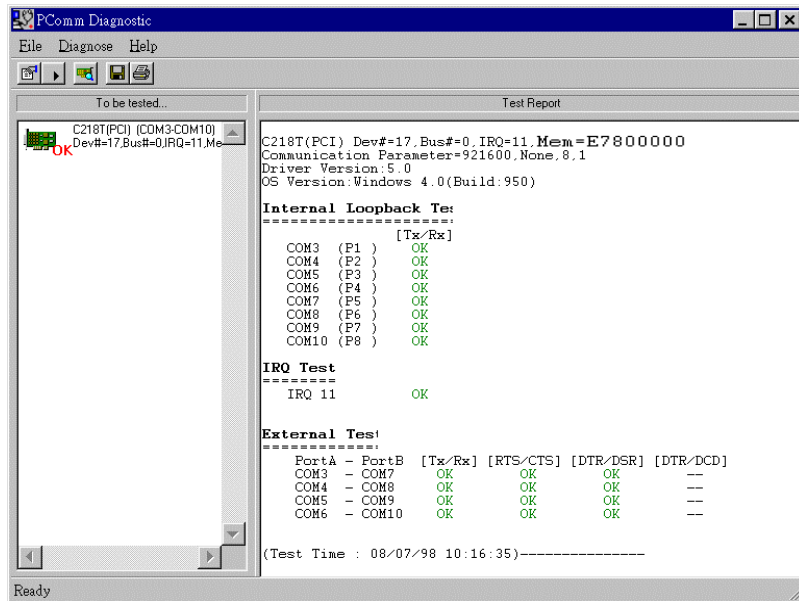 PComm Diagnostic
File Diagnose Help
To be tested...
C218T(PCI) (COM3-COM10)
Dev#=17,Bus#=0,IRQ=11,Me
OK
Test Report
C218T(PCI) Dev#=17,Bus#=0,IRQ=11,Mem=E7800000
Communication Parameter=921600,None,8,1
Driver Version:5.0
OS Version:Windows 4.0(Build:950)
Internal Loopback Tes
======================
[Tx/Rx]
COM3 (P1 ) OK
COM4 (P2 ) OK
COM5 (P3 ) OK
COM6 (P4 ) OK
COM7 (P5 ) OK
COM8 (P6 ) OK
COM9 (P7 ) OK
COM10 (P8 ) OK
IRQ Test
========
IRQ 11 OK
External Test
=============
PortA - PortB [Tx/Rx] [RTS/CTS] [DTR/DSR] [DTR/DCD]
COM3 - COM7 OK OK OK --
COM4 - COM8 OK OK OK --
COM5 - COM9 OK OK OK --
COM6 - COM10 OK OK OK --
(Test Time : 08/07/98 10:16:35)---------------
Ready